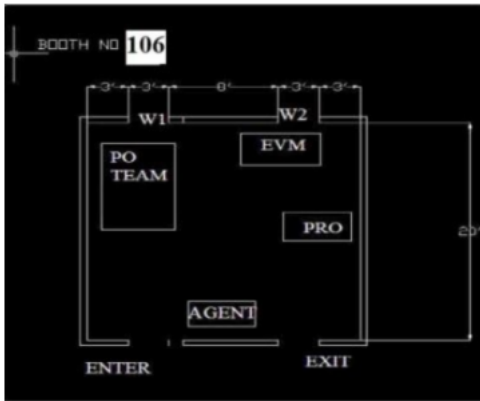 BOOTH NO 106
3' 3' 8' 3' 3'
W1 W2
EVM
PO
TEAM
PRO
20'
AGENT
ENTER EXIT